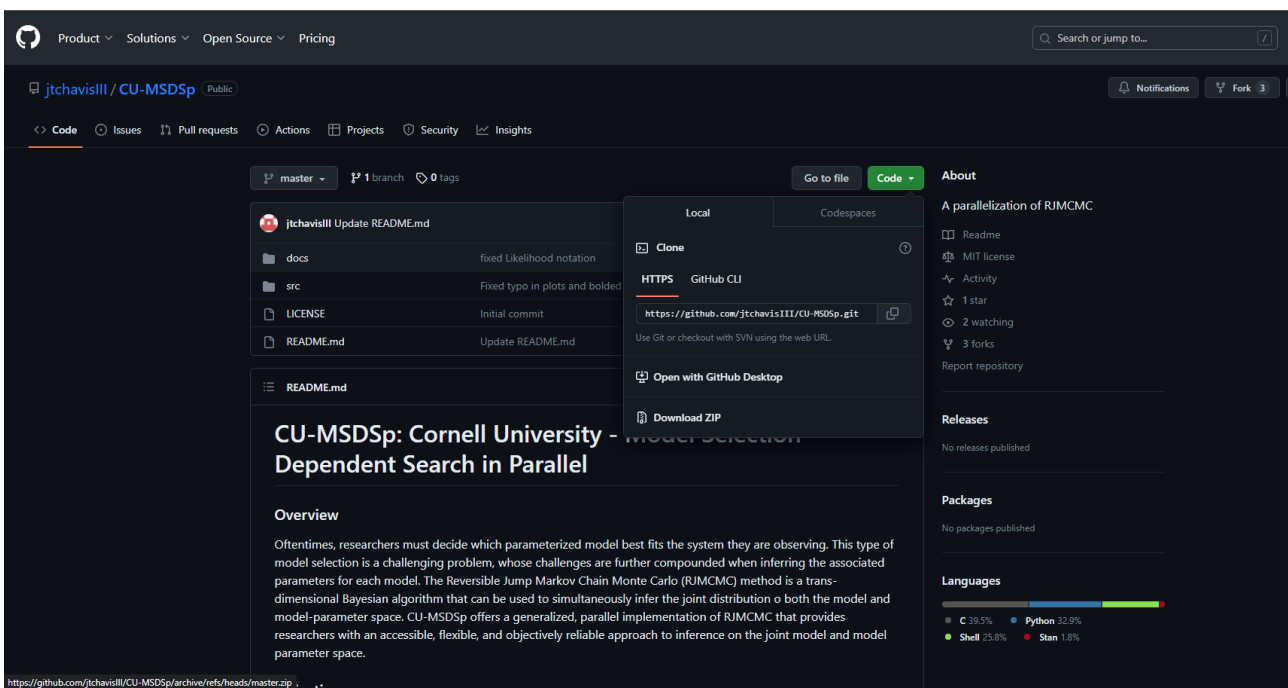 Product Solutions Open Source Pricing
Search or jump to... /
jtchavisIII / CU-MSDSp Public
Notifications Fork 3
Code Issues Pull requests Actions Projects Security Insights
master 1 branch 0 tags Go to file Code
jtchavisIII Update README.md
docs fixed Likelihood notation
src Fixed typo in plots and bolded
LICENSE Initial commit
README.md Update README.md
Local Codespaces
Clone
HTTPS GitHub CLI
https://github.com/jtchavisIII/CU-MSDSp.git
Use Git or checkout with SVN using the web URL.
Open with GitHub Desktop
Download ZIP
README.md
CU-MSDSp: Cornell University - Model Selection
Dependent Search in Parallel
Overview
Oftentimes, researchers must decide which parameterized model best fits the system they are observing. This type of
model selection is a challenging problem, whose challenges are further compounded when inferring the associated
parameters for each model. The Reversible Jump Markov Chain Monte Carlo (RJMCMC) method is a trans-
dimensional Bayesian algorithm that can be used to simultaneously infer the joint distribution o both the model and
model-parameter space. CU-MSDSp offers a generalized, parallel implementation of RJMCMC that provides
researchers with an accessible, flexible, and objectively reliable approach to inference on the joint model and model
parameter space.
About
A parallelization of RJMCMC
Readme
MIT license
Activity
1 star
2 watching
3 forks
Report repository
Releases
No releases published
Packages
No packages published
Languages
C 39.5% Python 32.9%
Shell 25.8% Stan 1.8%
https://github.com/jtchavisIII/CU-MSDSp/archive/refs/heads/master.zip